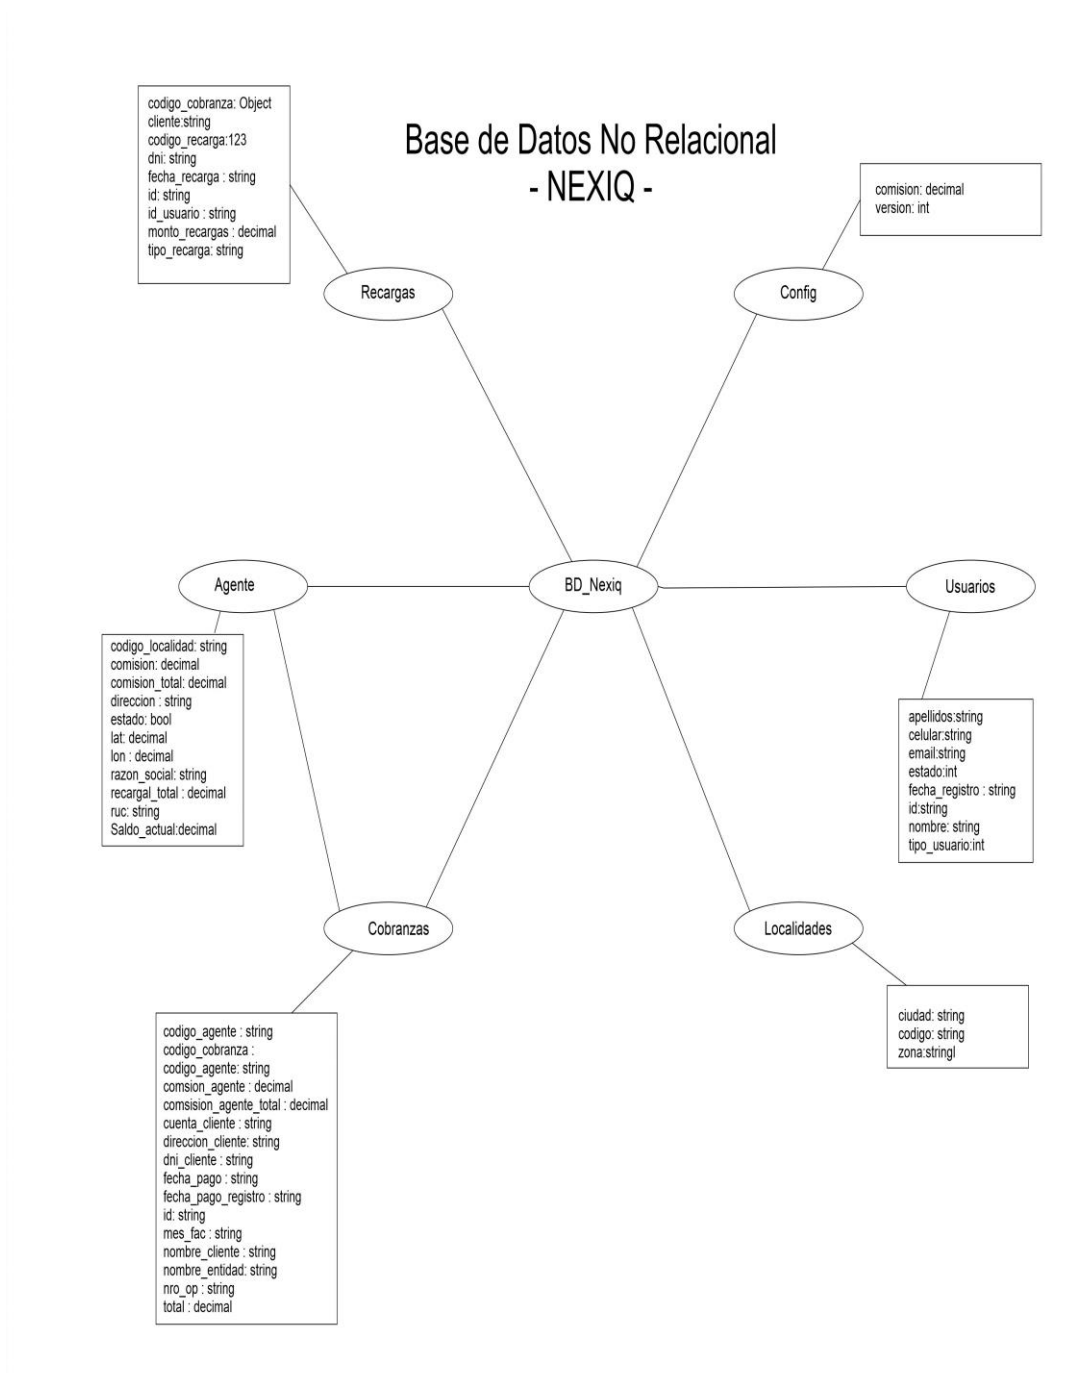 Base de Datos No Relacional
- NEXIQ -
codigo_cobranza: Object
cliente:string
codigo_recarga:123
dni: string
fecha_recarga : string
id: string
id_usuario : string
monto_recargas : decimal
tipo_recarga: string
comision: decimal
version: int
Recargas
Config
Agente
BD_Nexiq
Usuarios
codigo_localidad: string
comision: decimal
comision_total: decimal
direccion : string
estado: bool
lat: decimal
lon : decimal
razon_social: string
recargal_total : decimal
ruc: string
Saldo_actual:decimal
apellidos:string
celular:string
email:string
estado:int
fecha_registro : string
id:string
nombre: string
tipo_usuario:int
Cobranzas
Localidades
codigo_agente : string
codigo_cobranza :
codigo_agente: string
comsion_agente : decimal
comsision_agente_total : decimal
cuenta_cliente : string
direccion_cliente: string
dni_cliente : string
fecha_pago : string
fecha_pago_registro : string
id: string
mes_fac : string
nombre_cliente : string
nombre_entidad: string
nro_op : string
total : decimal
ciudad: string
codigo: string
zona:stringl